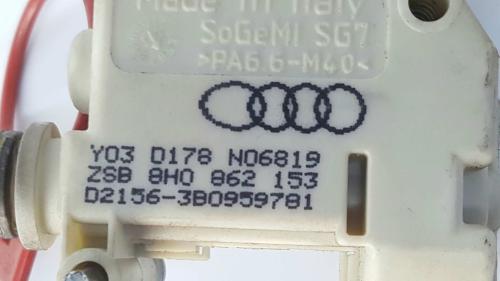 Made in Italy
SoGeMi SG7
>PA6.6-M40<
Y03 D178 N06819
ZSB 8H0 862 153
D2156-3B0959781